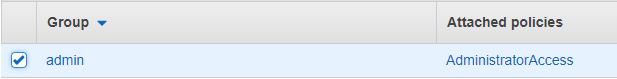 Group Attached policies
admin AdministratorAccess